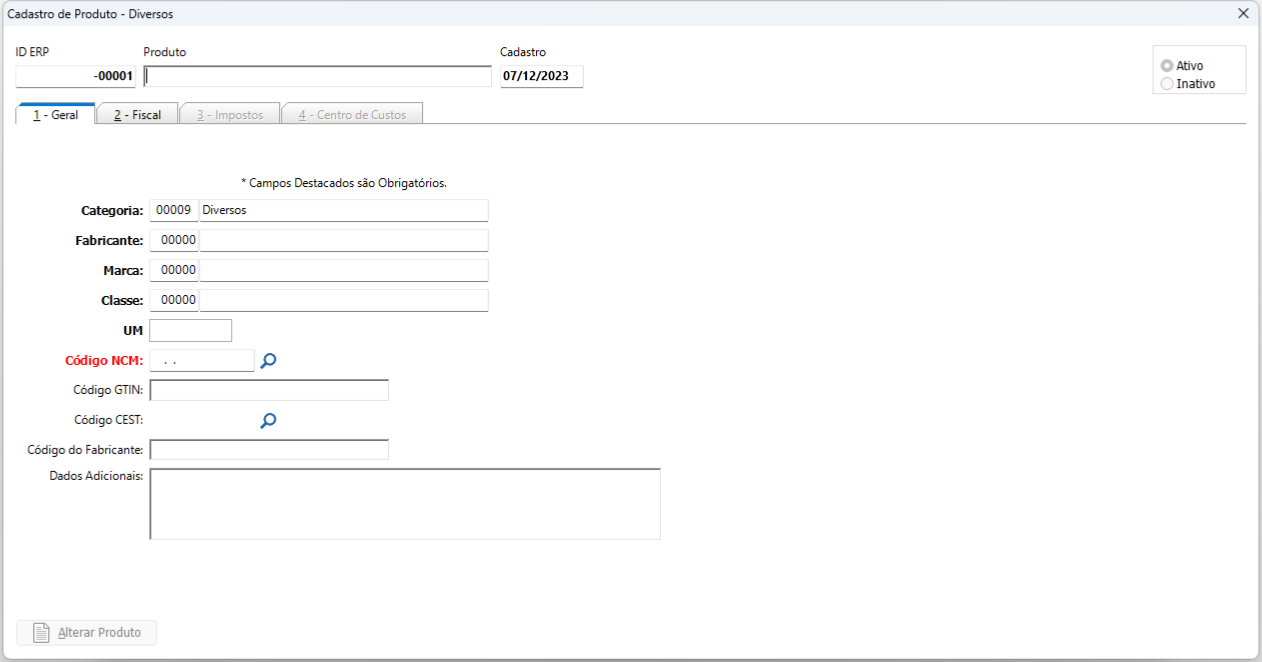 Cadastro de Produto - Diversos
ID ERP Produto Cadastro
-00001 07/12/2023
Ativo
Inativo
1 - Geral 2 - Fiscal 3 - Impostos 4 - Centro de Custos
* Campos Destacados são Obrigatórios.
Categoria: 00009 Diversos
Fabricante: 00000
Marca: 00000
Classe: 00000
UM
Código NCM: . .
Código GTIN:
Código CEST:
Código do Fabricante:
Dados Adicionais:
Alterar Produto